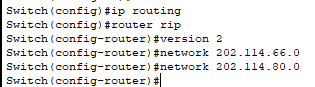 Switch(config)#ip routing
Switch(config)#router rip
Switch(config-router)#version 2
Switch(config-router)#network 202.114.66.0
Switch(config-router)#network 202.114.80.0
Switch(config-router)#